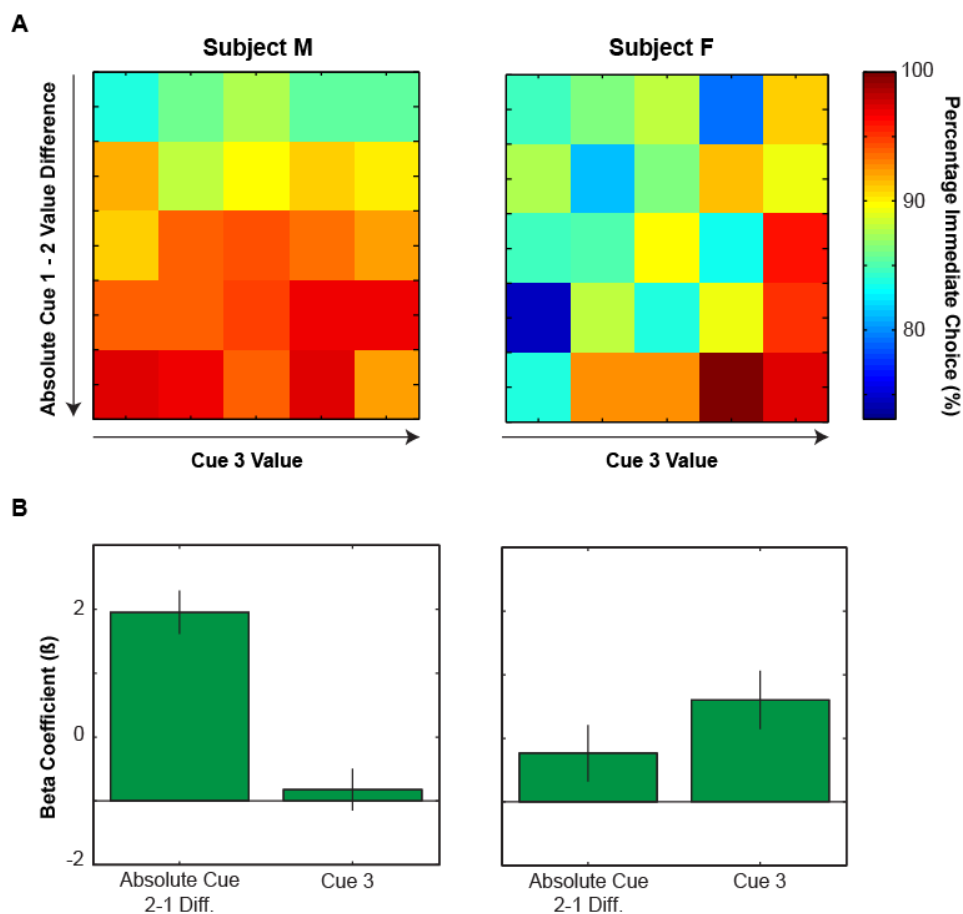 A
Subject M
Subject F
Absolute Cue 1 - 2 Value Difference
Cue 3 Value
Cue 3 Value
100
90
80
Percentage Immediate Choice (%)
B
Beta Coefficient (ß)
2
0
-2
Absolute Cue
2-1 Diff.
Cue 3
Absolute Cue
2-1 Diff.
Cue 3